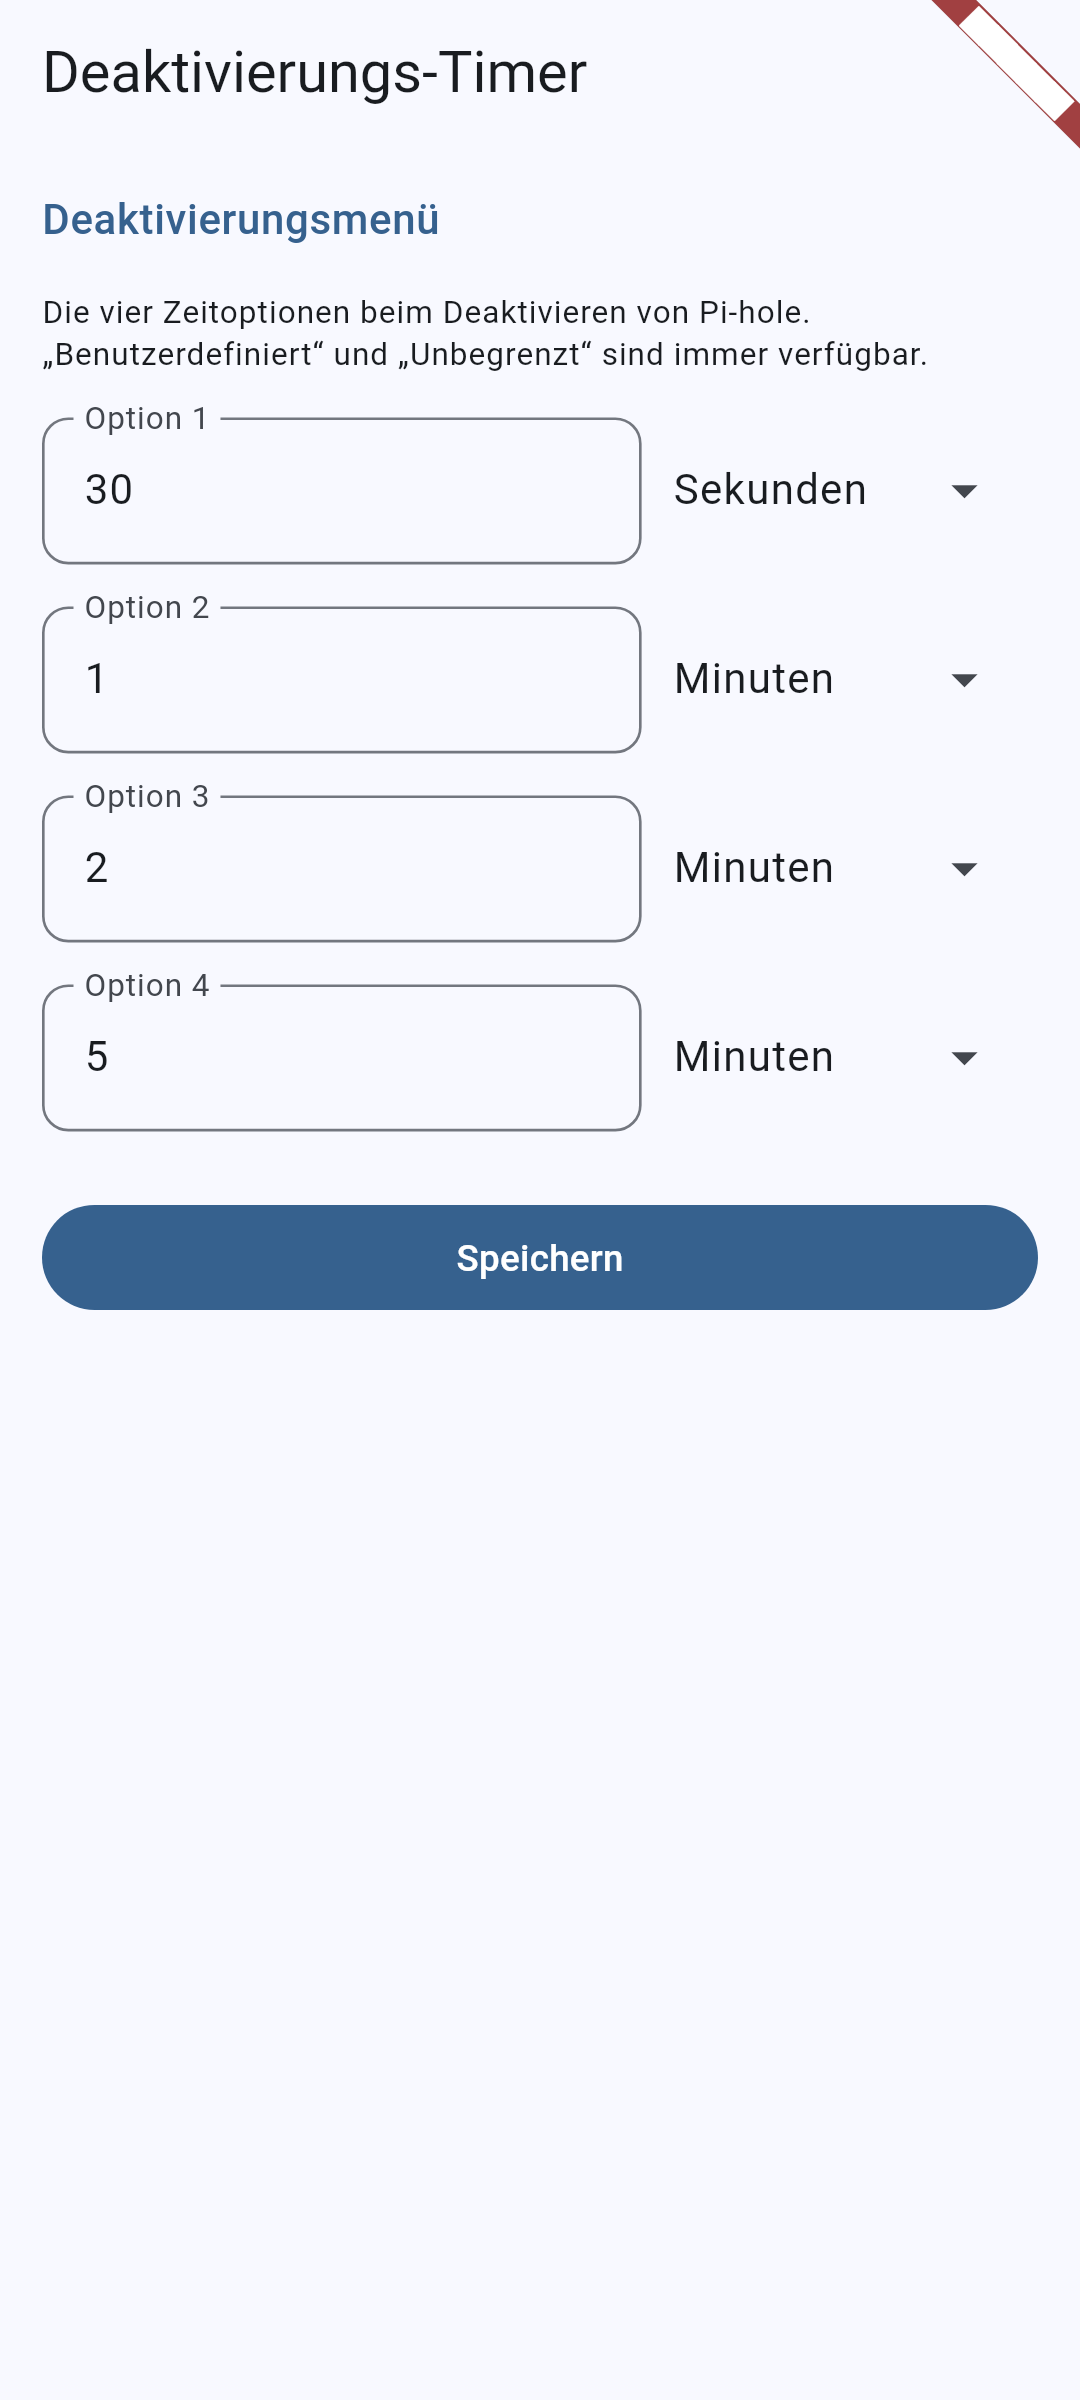 Deaktivierungs-Timer
Deaktivierungsmenü
Die vier Zeitoptionen beim Deaktivieren von Pi-hole.
„Benutzerdefiniert“ und „Unbegrenzt“ sind immer verfügbar.
Option 1
30
Sekunden
Option 2
1
Minuten
Option 3
2
Minuten
Option 4
5
Minuten
Speichern